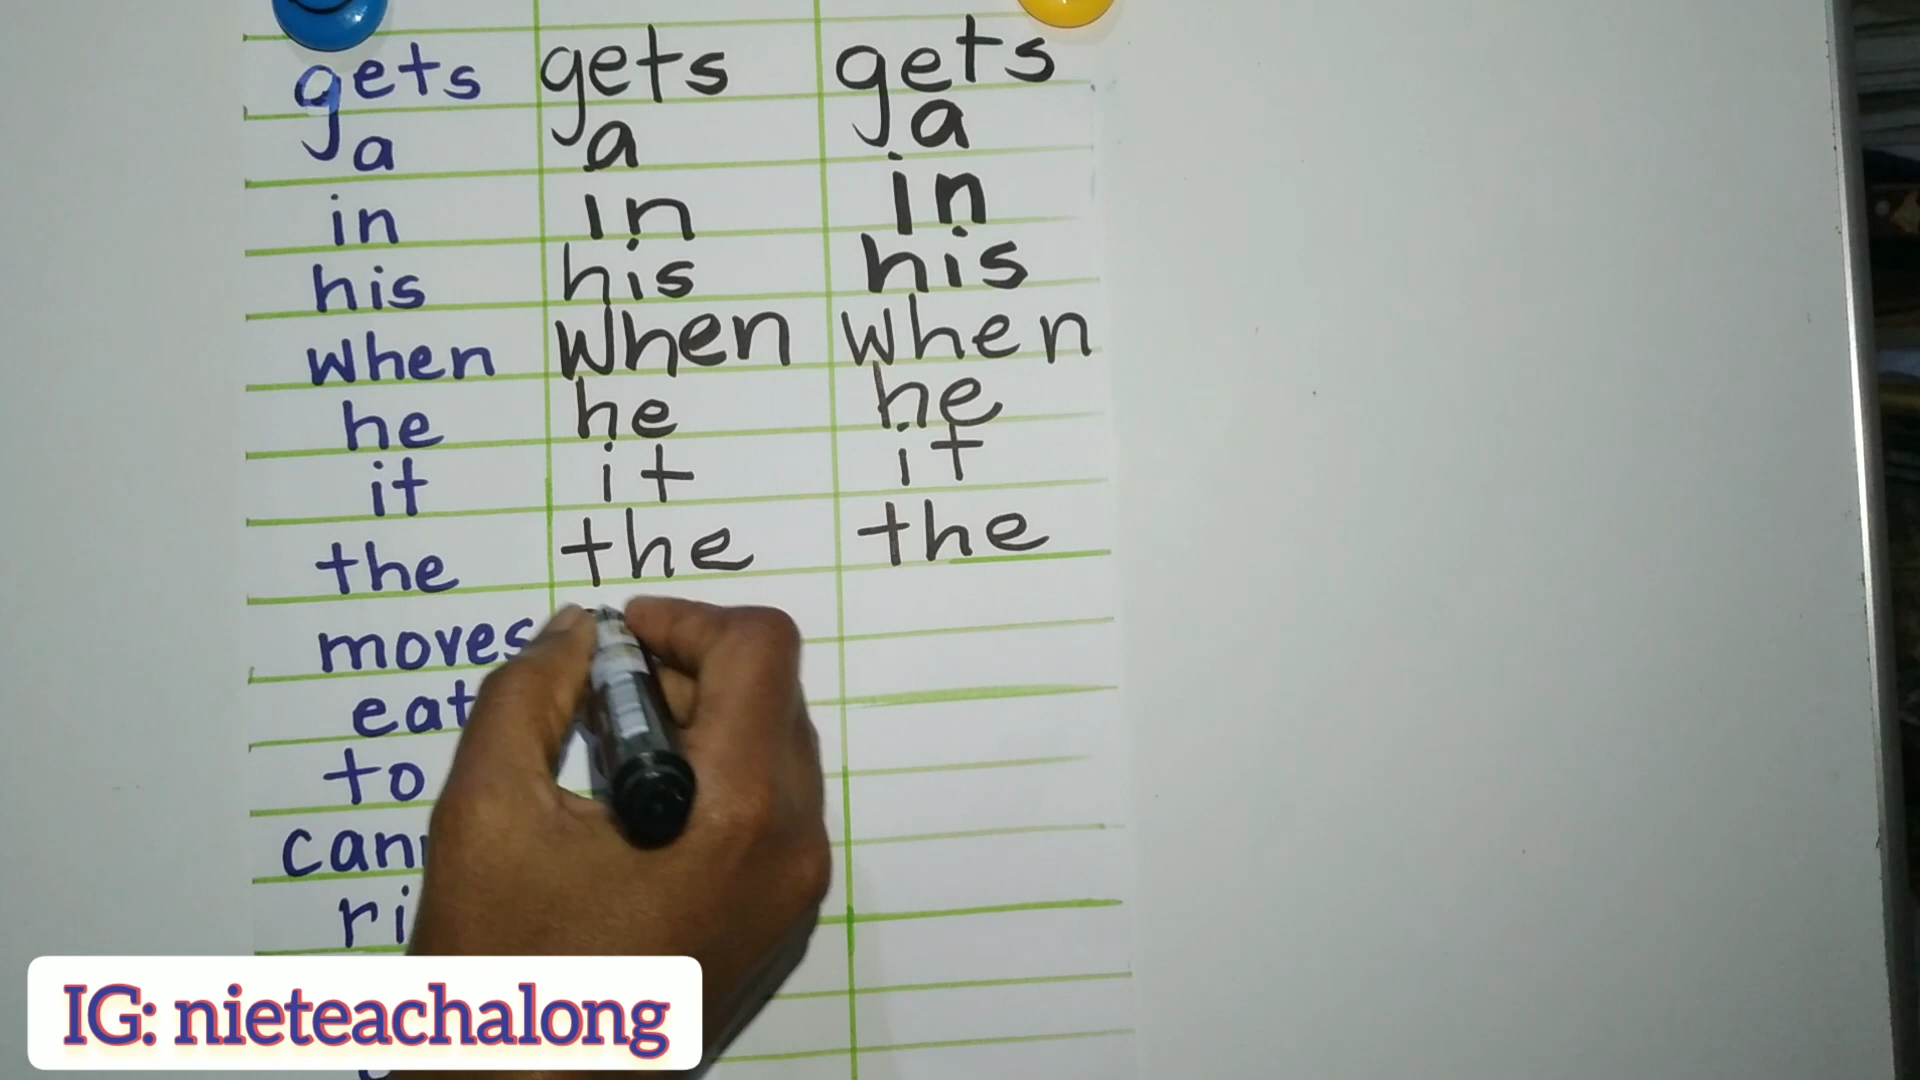 gets gets gets
a a a
in in in
his his his
when when when
he he he
it it it
the the the
moves
eat
to
IG: nieteachalong